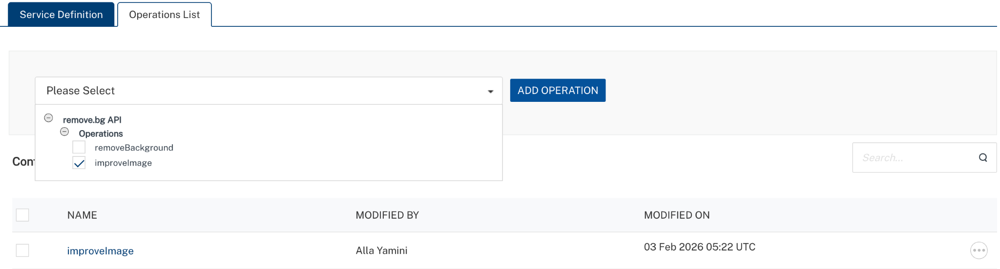 Service Definition
Operations List
Please Select
ADD OPERATION
remove.bg API
Operations
removeBackground
improveImage
Search...
NAME MODIFIED BY MODIFIED ON
improveImage Alla Yamini 03 Feb 2026 05:22 UTC